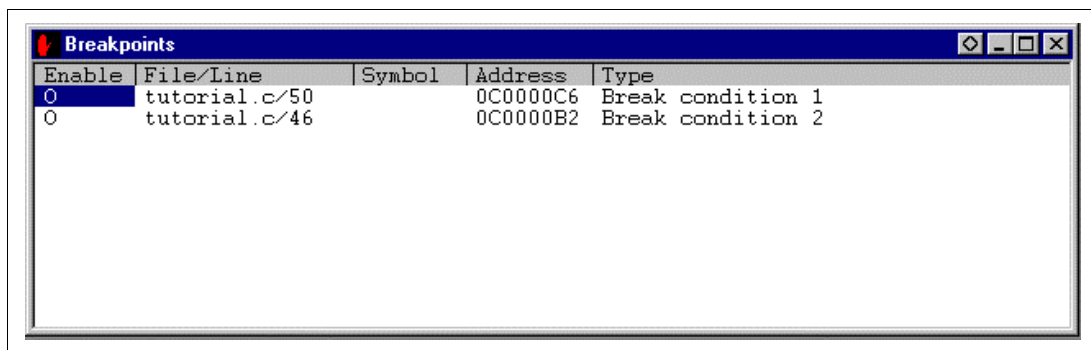 Breakpoints
Enable File/Line Symbol Address Type
O tutorial.c/50 0C0000C6 Break condition 1
O tutorial.c/46 0C0000B2 Break condition 2